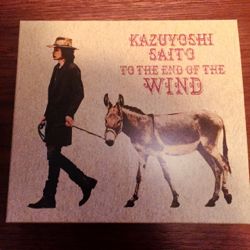 KAZUYOSHI
SAITO
TO THE END OF THE
WIND